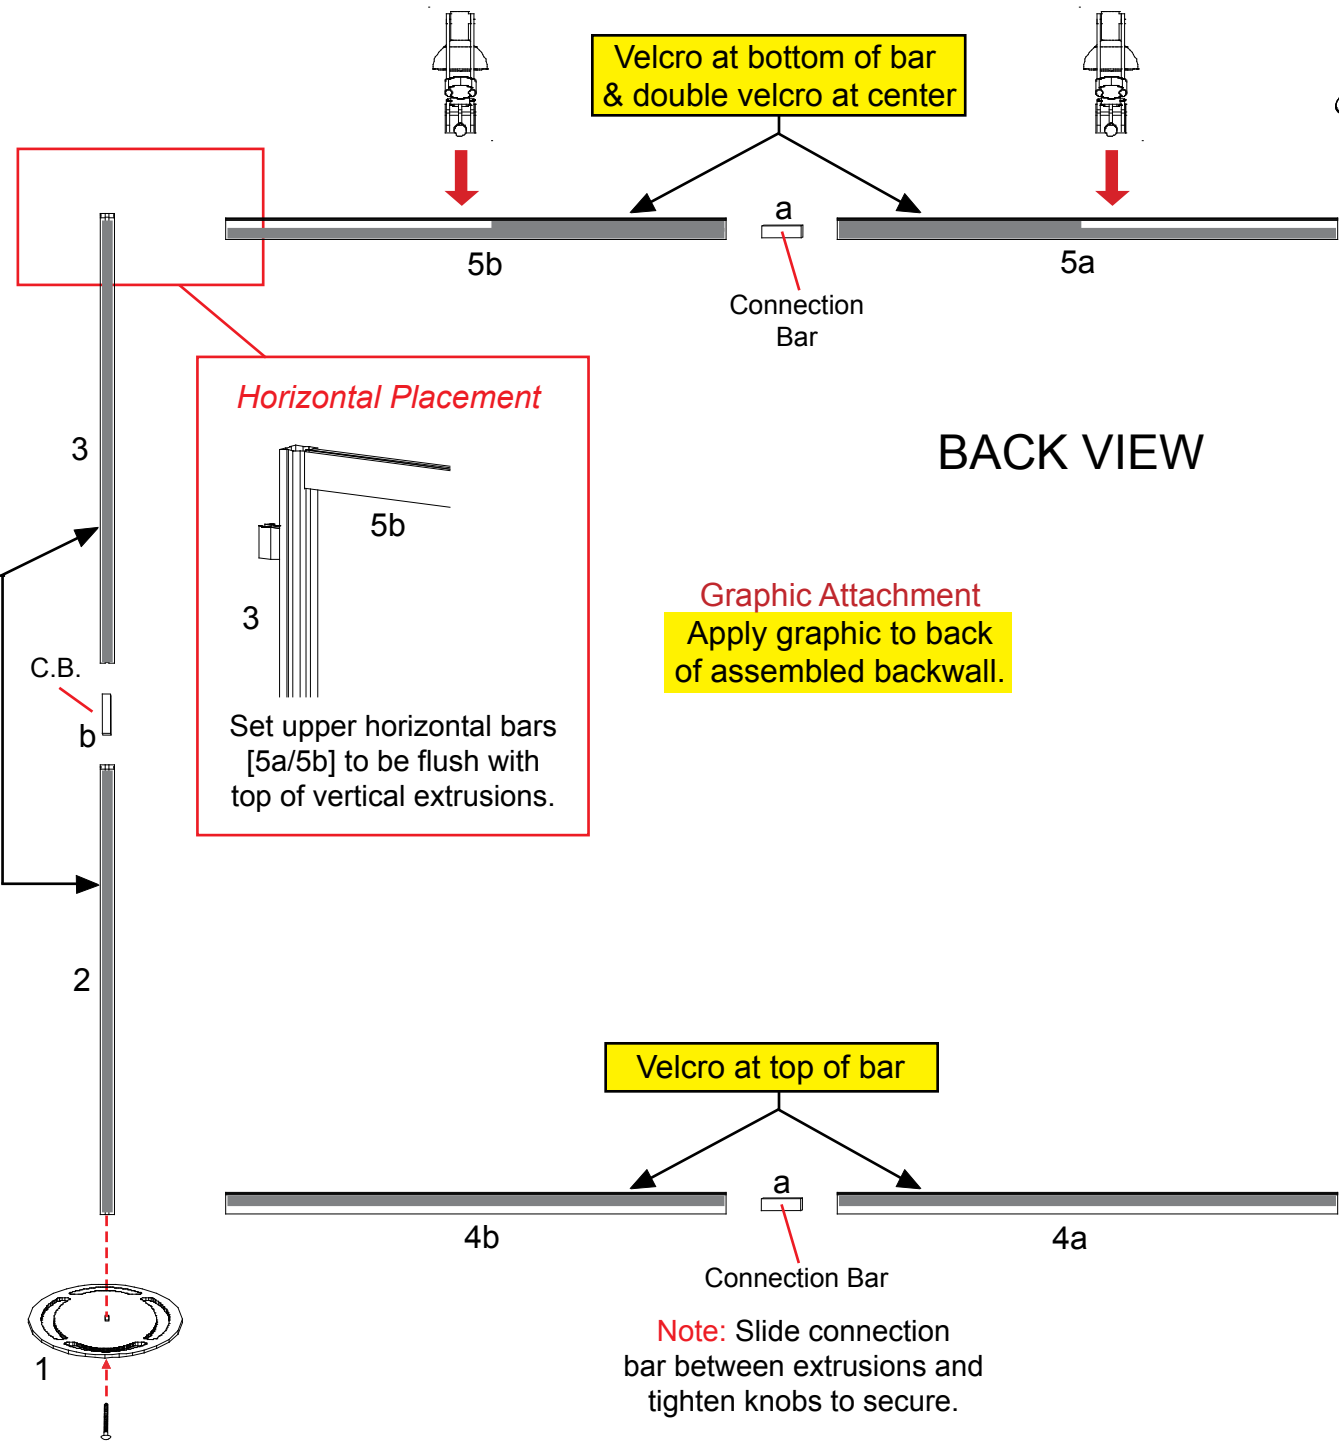 Velcro at bottom of bar
& double velcro at center
a
5b
5a
Connection
Bar
Horizontal Placement
3
BACK VIEW
5b
3
Graphic Attachment
Apply graphic to back
of assembled backwall.
C.B.
b
Set upper horizontal bars
[5a/5b] to be flush with
top of vertical extrusions.
2
Velcro at top of bar
a
4b
4a
Connection Bar
Note: Slide connection
bar between extrusions and
tighten knobs to secure.
1